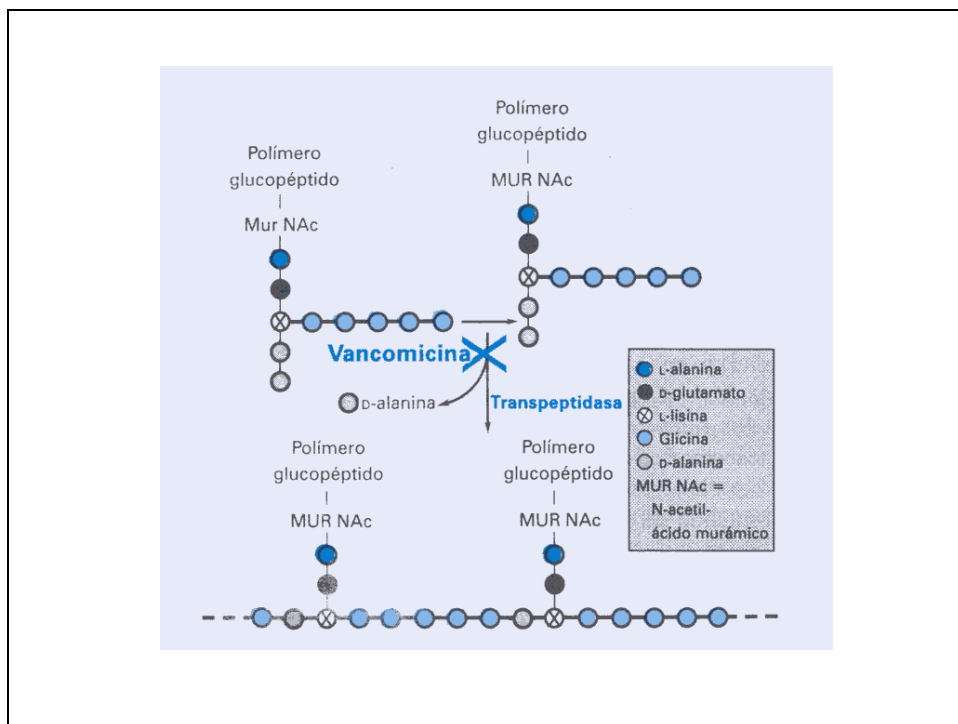 Polímero
glucopéptido
MUR NAc
Polímero
glucopéptido
Mur NAc
Vancomicina
D-alanina
Transpeptidasa
L-alanina
D-glutamato
L-lisina
Glicina
D-alanina
MUR NAc =
N-acetil-
ácido murámico
Polímero
glucopéptido
MUR NAc
Polímero
glucopéptido
MUR NAc